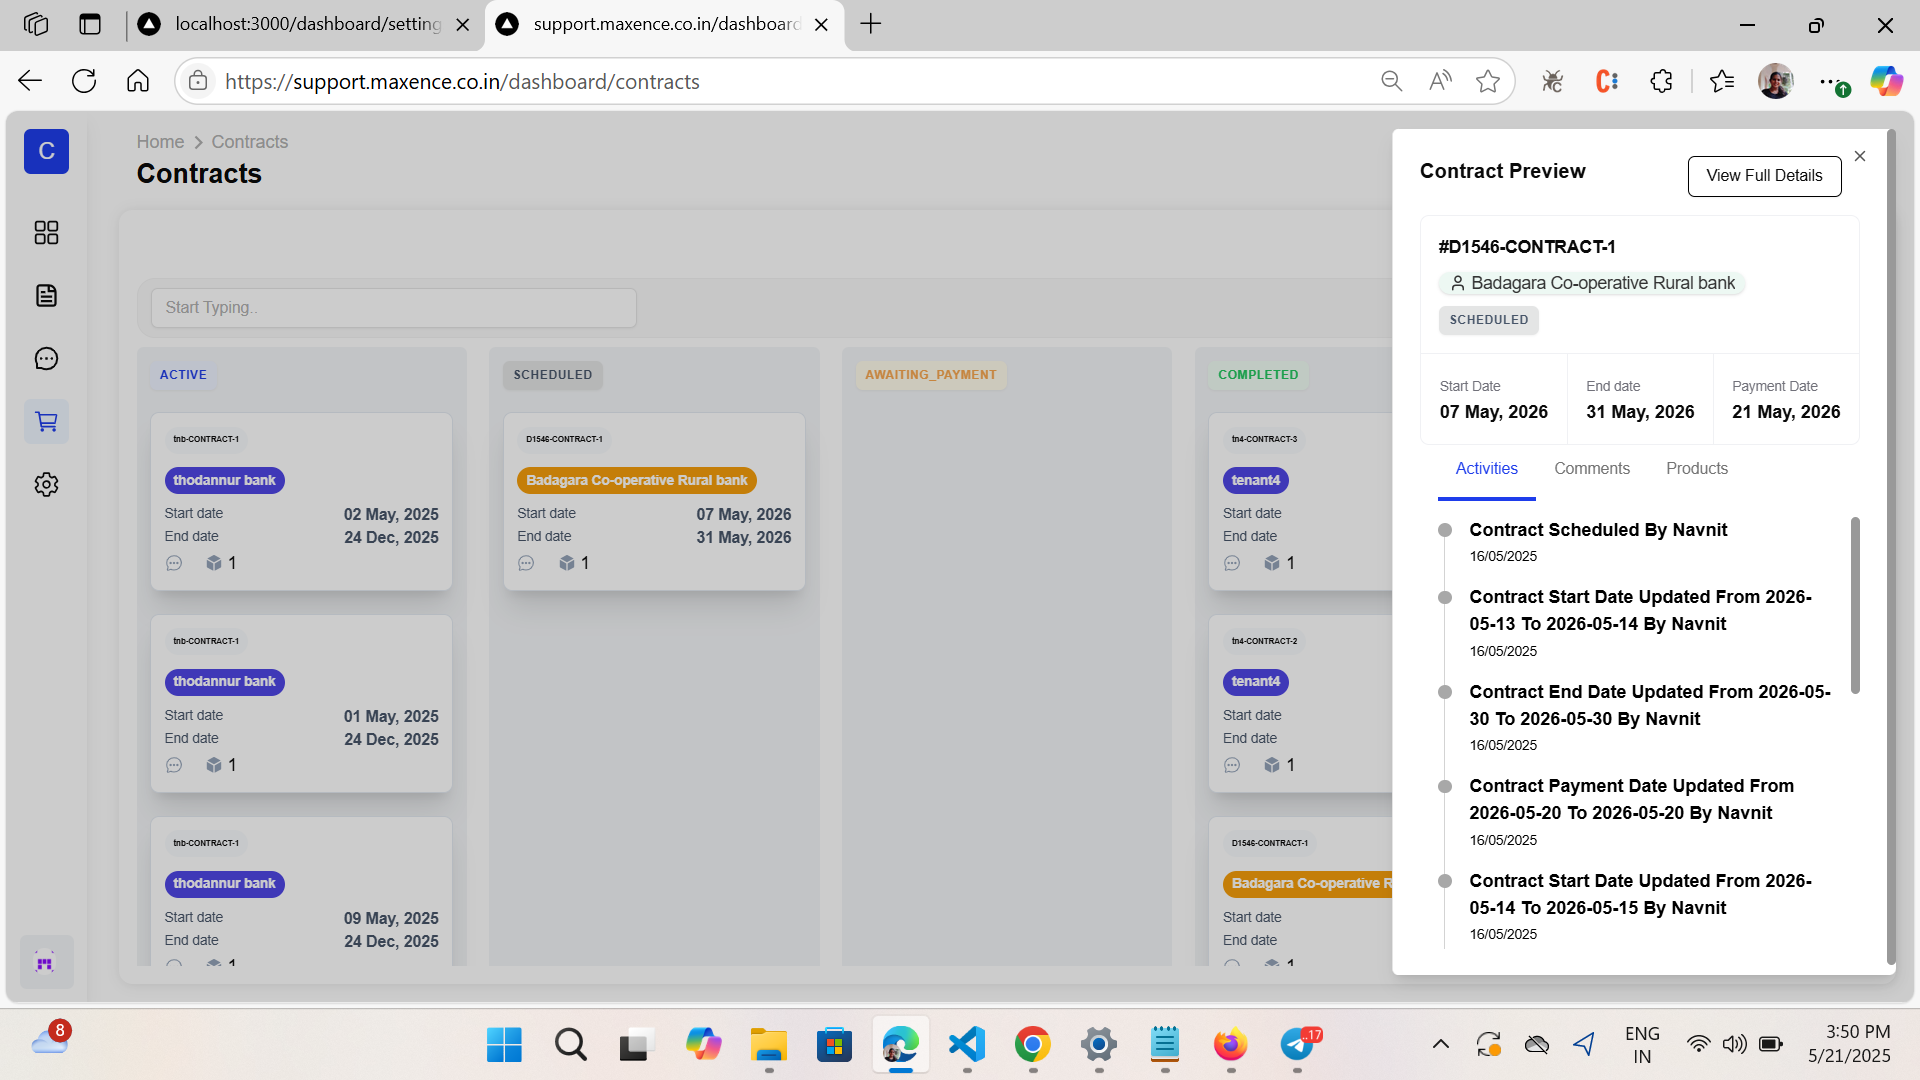 localhost:3000/dashboard/setting
support.maxence.co.in/dashboard
https://support.maxence.co.in/dashboard/contracts
C
Home > Contracts
Contracts
Start Typing..
ACTIVE
tnb-CONTRACT-1
thodannur bank
Start date 02 May, 2025
End date 24 Dec, 2025
1
tnb-CONTRACT-1
thodannur bank
Start date 01 May, 2025
End date 24 Dec, 2025
1
tnb-CONTRACT-1
thodannur bank
Start date 09 May, 2025
End date 24 Dec, 2025
1
SCHEDULED
D1546-CONTRACT-1
Badagara Co-operative Rural bank
Start date 07 May, 2026
End date 31 May, 2026
1
AWAITING_PAYMENT
COMPLETED
tn4-CONTRACT-3
tenant4
Start date
End date
1
tn4-CONTRACT-2
tenant4
Start date
End date
1
D1546-CONTRACT-1
Badagara Co-operative R
Start date
End date
1
Contract Preview
View Full Details
#D1546-CONTRACT-1
Badagara Co-operative Rural bank
SCHEDULED
Start Date End date Payment Date
07 May, 2026 31 May, 2026 21 May, 2026
Activities Comments Products
Contract Scheduled By Navnit
16/05/2025
Contract Start Date Updated From 2026-
05-13 To 2026-05-14 By Navnit
16/05/2025
Contract End Date Updated From 2026-05-
30 To 2026-05-30 By Navnit
16/05/2025
Contract Payment Date Updated From
2026-05-20 To 2026-05-20 By Navnit
16/05/2025
Contract Start Date Updated From 2026-
05-14 To 2026-05-15 By Navnit
16/05/2025
8
..17
ENG
IN
3:50 PM
5/21/2025